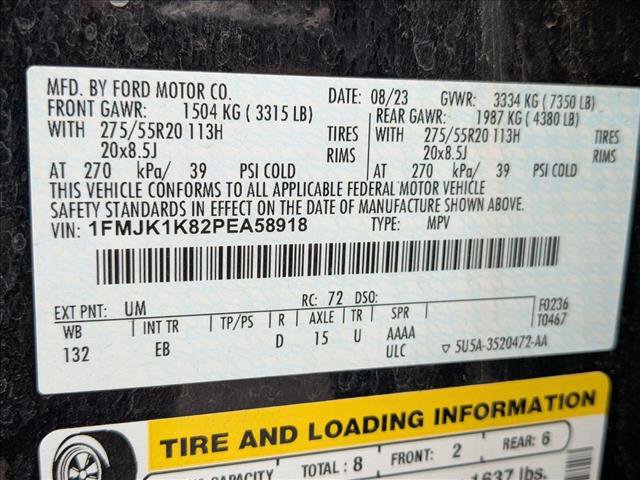 MFD. BY FORD MOTOR CO. DATE: 08/23 GVWR: 3334 KG ( 7350 LB)
FRONT GAWR: 1504 KG ( 3315 LB) REAR GAWR: 1987 KG ( 4380 LB)
WITH 275/55R20 113H TIRES WITH 275/55R20 113H TIRES
20x8.5J RIMS 20x8.5J RIMS
AT 270 kPa/ 39 PSI COLD AT 270 kPa/ 39 PSI COLD
THIS VEHICLE CONFORMS TO ALL APPLICABLE FEDERAL MOTOR VEHICLE
SAFETY STANDARDS IN EFFECT ON THE DATE OF MANUFACTURE SHOWN ABOVE.
VIN: 1FMJK1K82PEA58918 TYPE: MPV
EXT PNT: UM RC: 72 DSO: F0236
WB INT TR TP/PS R AXLE TR SPR T0467
132 EB D 15 U AAAA
ULC ▽ 5U5A-3520472-AA
TIRE AND LOADING INFORMATION
CAPACITY TOTAL : 8 FRONT: 2 REAR: 6
1637 lbs.